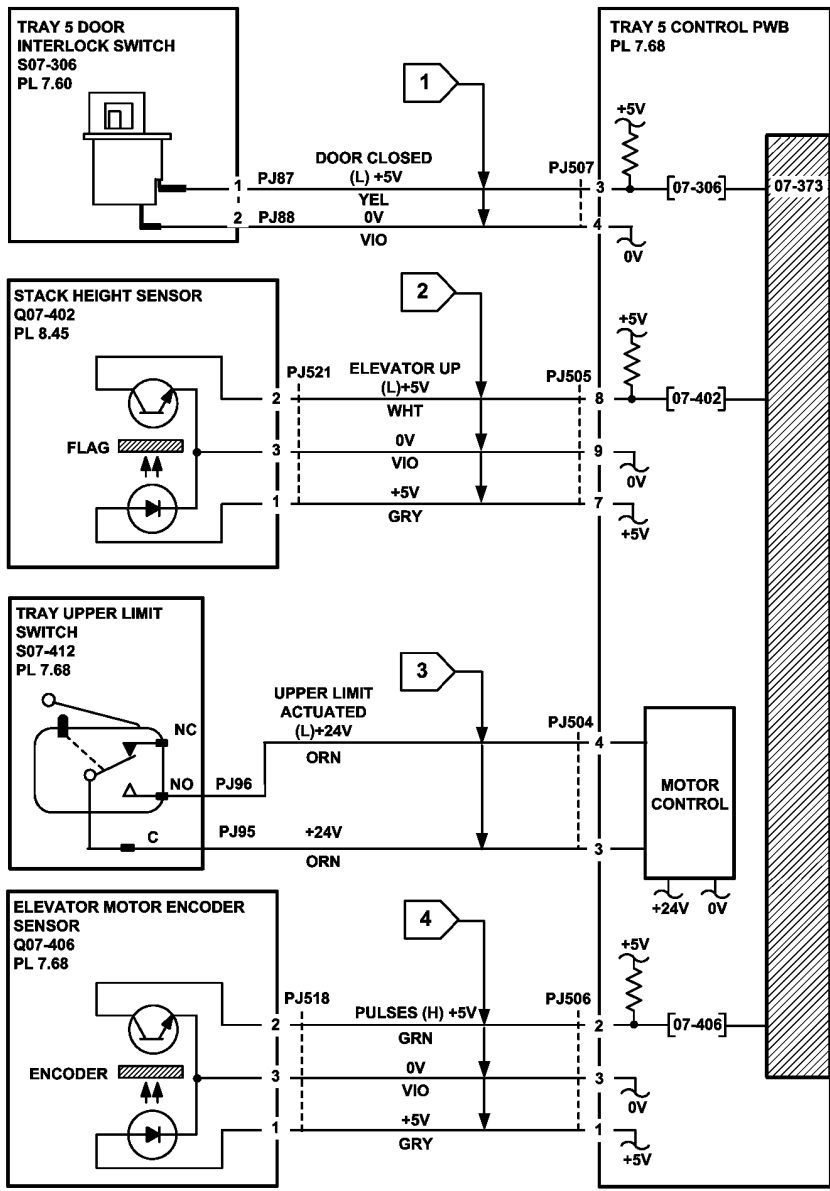 TRAY 5 DOOR
INTERLOCK SWITCH
S07-306
PL 7.60
TRAY 5 CONTROL PWB
PL 7.68
1
+5V
DOOR CLOSED
(L) +5V
PJ507
1 PJ87
YEL
3
[07-306]
07-373
2 PJ88
0V
VIO
4
0V
STACK HEIGHT SENSOR
Q07-402
PL 8.45
2
+5V
PJ521
ELEVATOR UP
(L)+5V
PJ505
2
WHT
8
[07-402]
FLAG
3
0V
VIO
9
0V
1
+5V
GRY
7
+5V
TRAY UPPER LIMIT
SWITCH
S07-412
PL 7.68
3
UPPER LIMIT
ACTUATED
(L)+24V
PJ504
NC
ORN
4
NO PJ96
MOTOR
CONTROL
C PJ95 +24V
ORN
3
+24V 0V
ELEVATOR MOTOR ENCODER
SENSOR
Q07-406
PL 7.68
4
+5V
PJ518
PULSES (H) +5V
PJ506
2
GRN
2
[07-406]
ENCODER
3
0V
VIO
3
0V
1
+5V
GRY
1
+5V